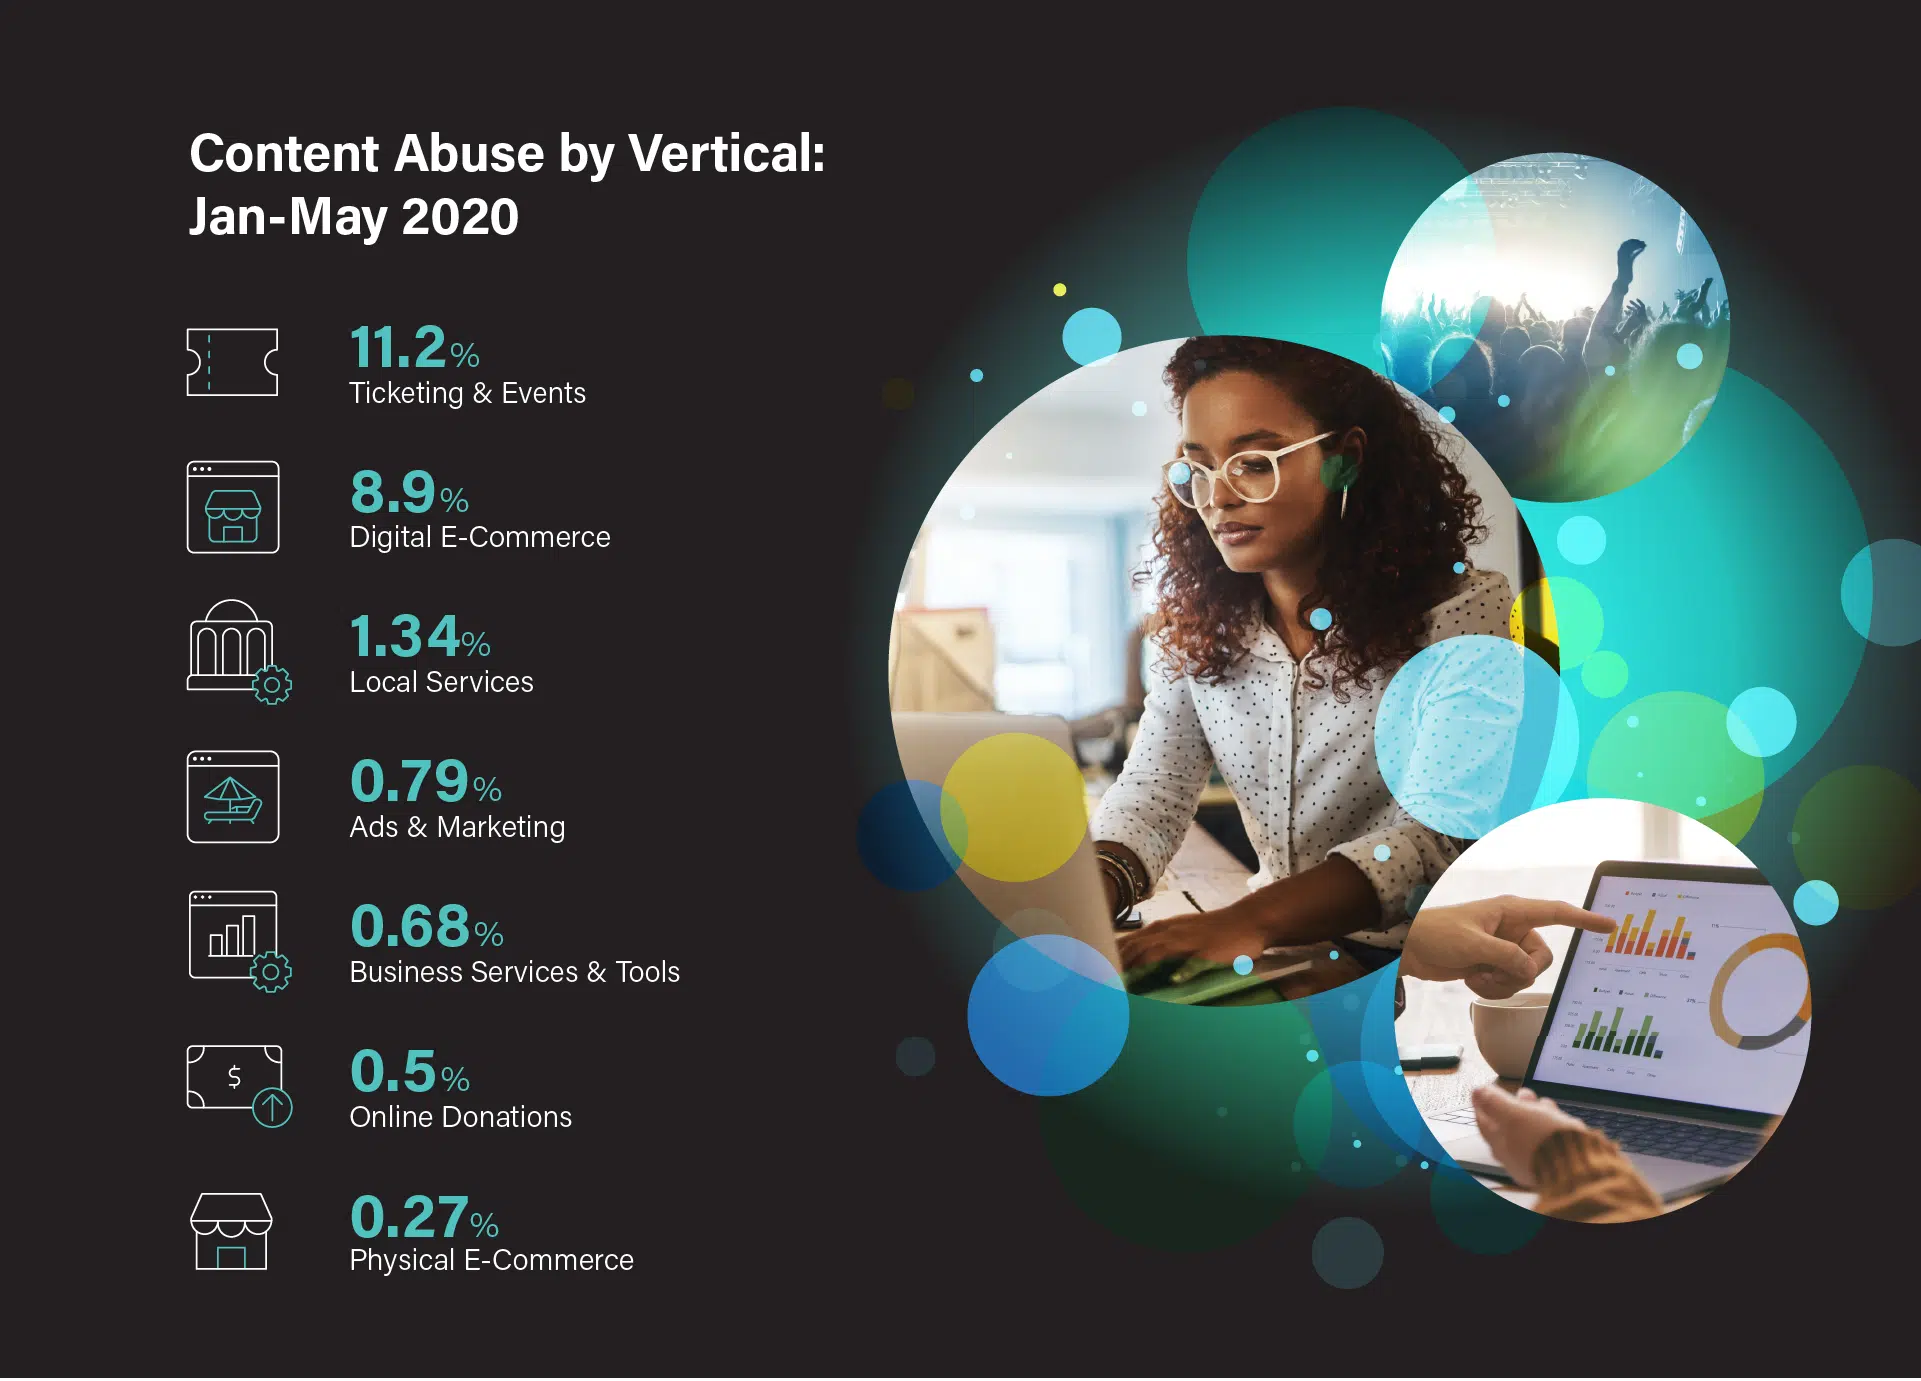 Content Abuse by Vertical:
Jan-May 2020
11.2%
Ticketing & Events
8.9%
Digital E-Commerce
1.34%
Local Services
0.79%
Ads & Marketing
0.68%
Business Services & Tools
$
0.5%
Online Donations
0.27%
Physical E-Commerce